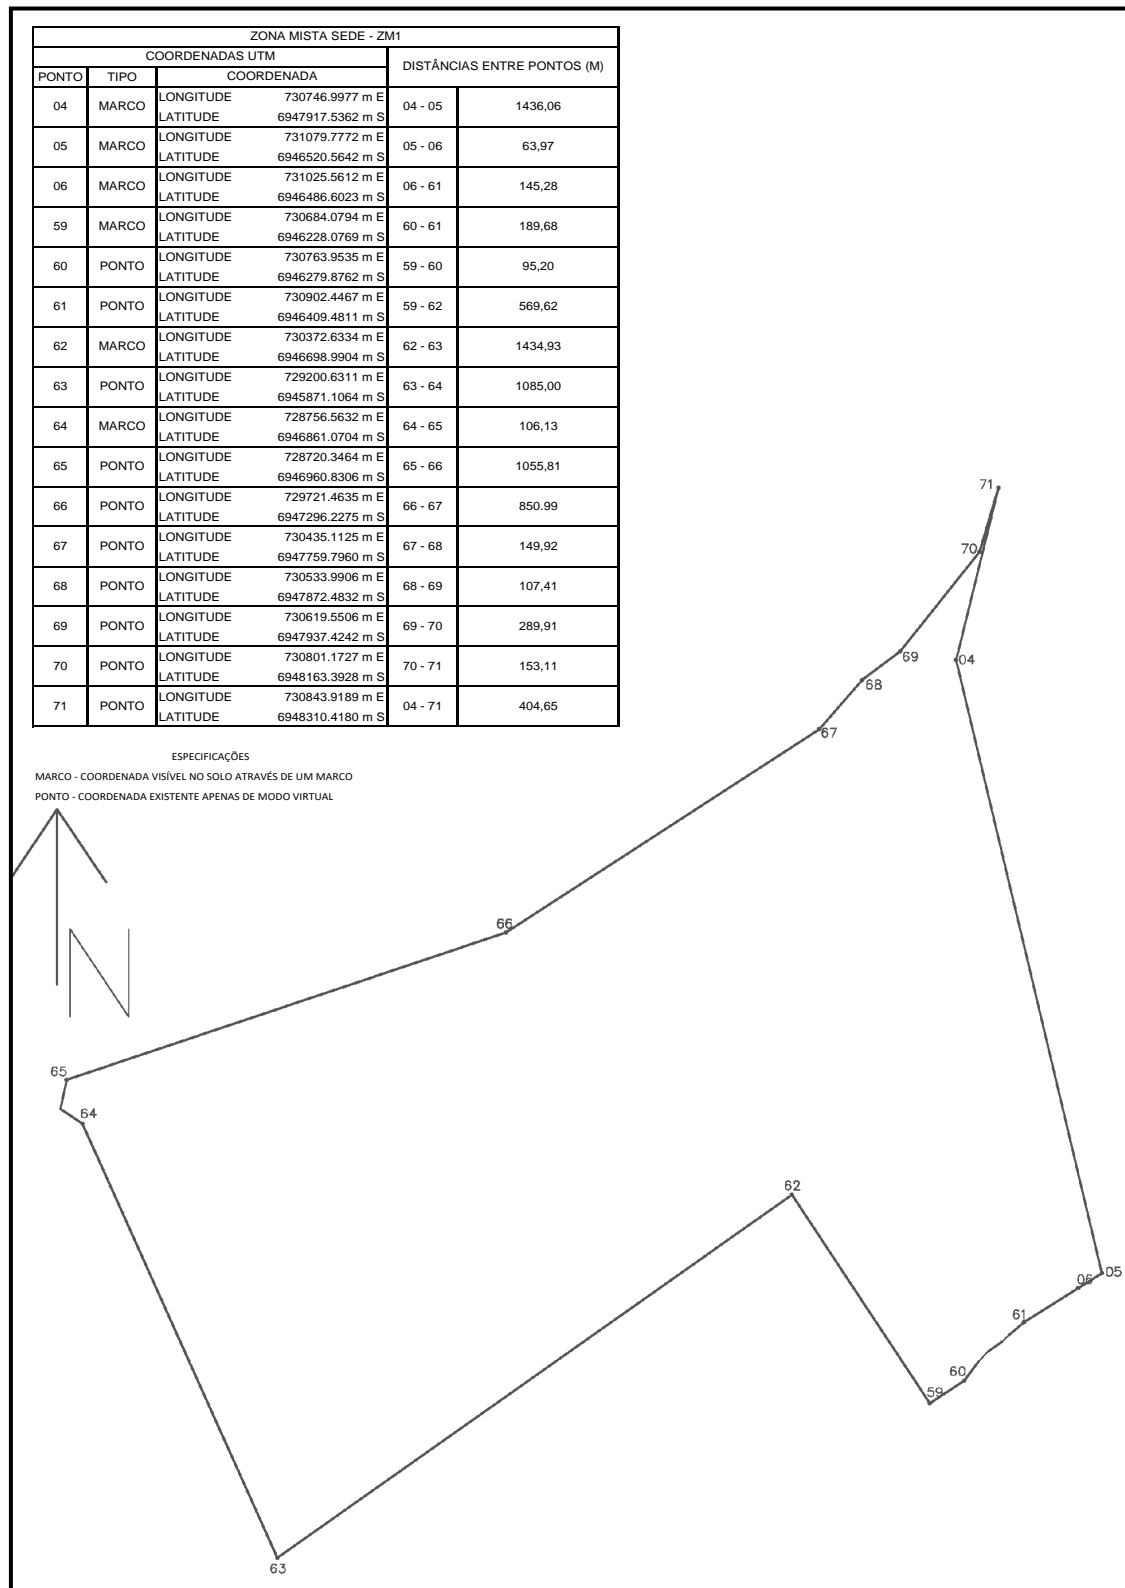 ZONA MISTA SEDE - ZM1
COORDENADAS UTM DISTÂNCIAS ENTRE PONTOS (M)
PONTO TIPO COORDENADA
04 MARCO LONGITUDE 730746.9977 m E 04 - 05 1436,06
LATITUDE 6947917.5362 m S
05 MARCO LONGITUDE 731079.7772 m E 05 - 06 63,97
LATITUDE 6946520.5642 m S
06 MARCO LONGITUDE 731025.5612 m E 06 - 61 145,28
LATITUDE 6946486.6023 m S
59 MARCO LONGITUDE 730684.0794 m E 60 - 61 189,68
LATITUDE 6946228.0769 m S
60 PONTO LONGITUDE 730763.9535 m E 59 - 60 95,20
LATITUDE 6946279.8762 m S
61 PONTO LONGITUDE 730902.4467 m E 59 - 62 569,62
LATITUDE 6946409.4811 m S
62 MARCO LONGITUDE 730372.6334 m E 62 - 63 1434,93
LATITUDE 6946698.9904 m S
63 PONTO LONGITUDE 729200.6311 m E 63 - 64 1085,00
LATITUDE 6945871.1064 m S
64 MARCO LONGITUDE 728756.5632 m E 64 - 65 106,13
LATITUDE 6946861.0704 m S
65 PONTO LONGITUDE 728720.3464 m E 65 - 66 1055,81
LATITUDE 6946960.8306 m S
66 PONTO LONGITUDE 729721.4635 m E 66 - 67 850.99
LATITUDE 6947296.2275 m S
67 PONTO LONGITUDE 730435.1125 m E 67 - 68 149,92
LATITUDE 6947759.7960 m S
68 PONTO LONGITUDE 730533.9906 m E 68 - 69 107,41
LATITUDE 6947872.4832 m S
69 PONTO LONGITUDE 730619.5506 m E 69 - 70 289,91
LATITUDE 6947937.4242 m S
70 PONTO LONGITUDE 730801.1727 m E 70 - 71 153,11
LATITUDE 6948163.3928 m S
71 PONTO LONGITUDE 730843.9189 m E 04 - 71 404,65
LATITUDE 6948310.4180 m S
ESPECIFICAÇÕES
MARCO - COORDENADA VISÍVEL NO SOLO ATRAVÉS DE UM MARCO
PONTO - COORDENADA EXISTENTE APENAS DE MODO VIRTUAL
71
70
69
04
68
67
66
N
65
64
62
05
06
61
60
59
63